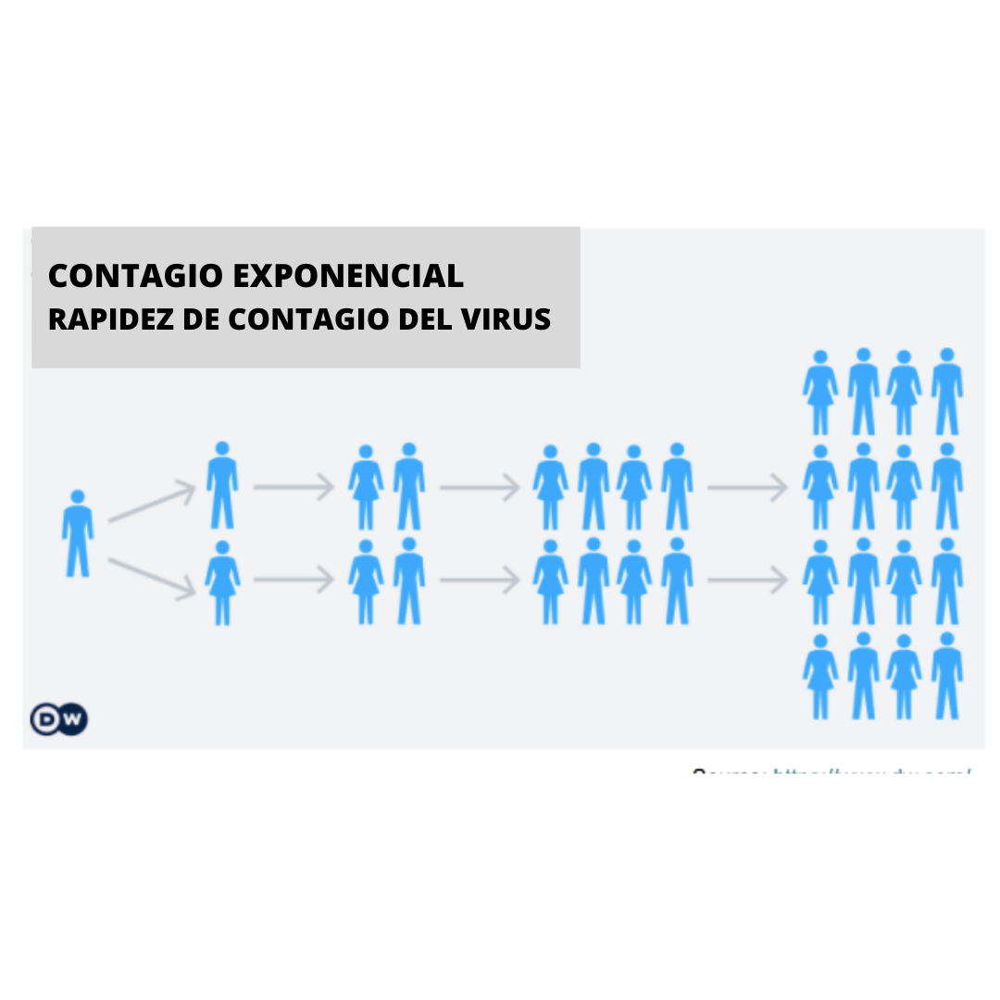 CONTAGIO EXPONENCIAL
RAPIDEZ DE CONTAGIO DEL VIRUS
DW